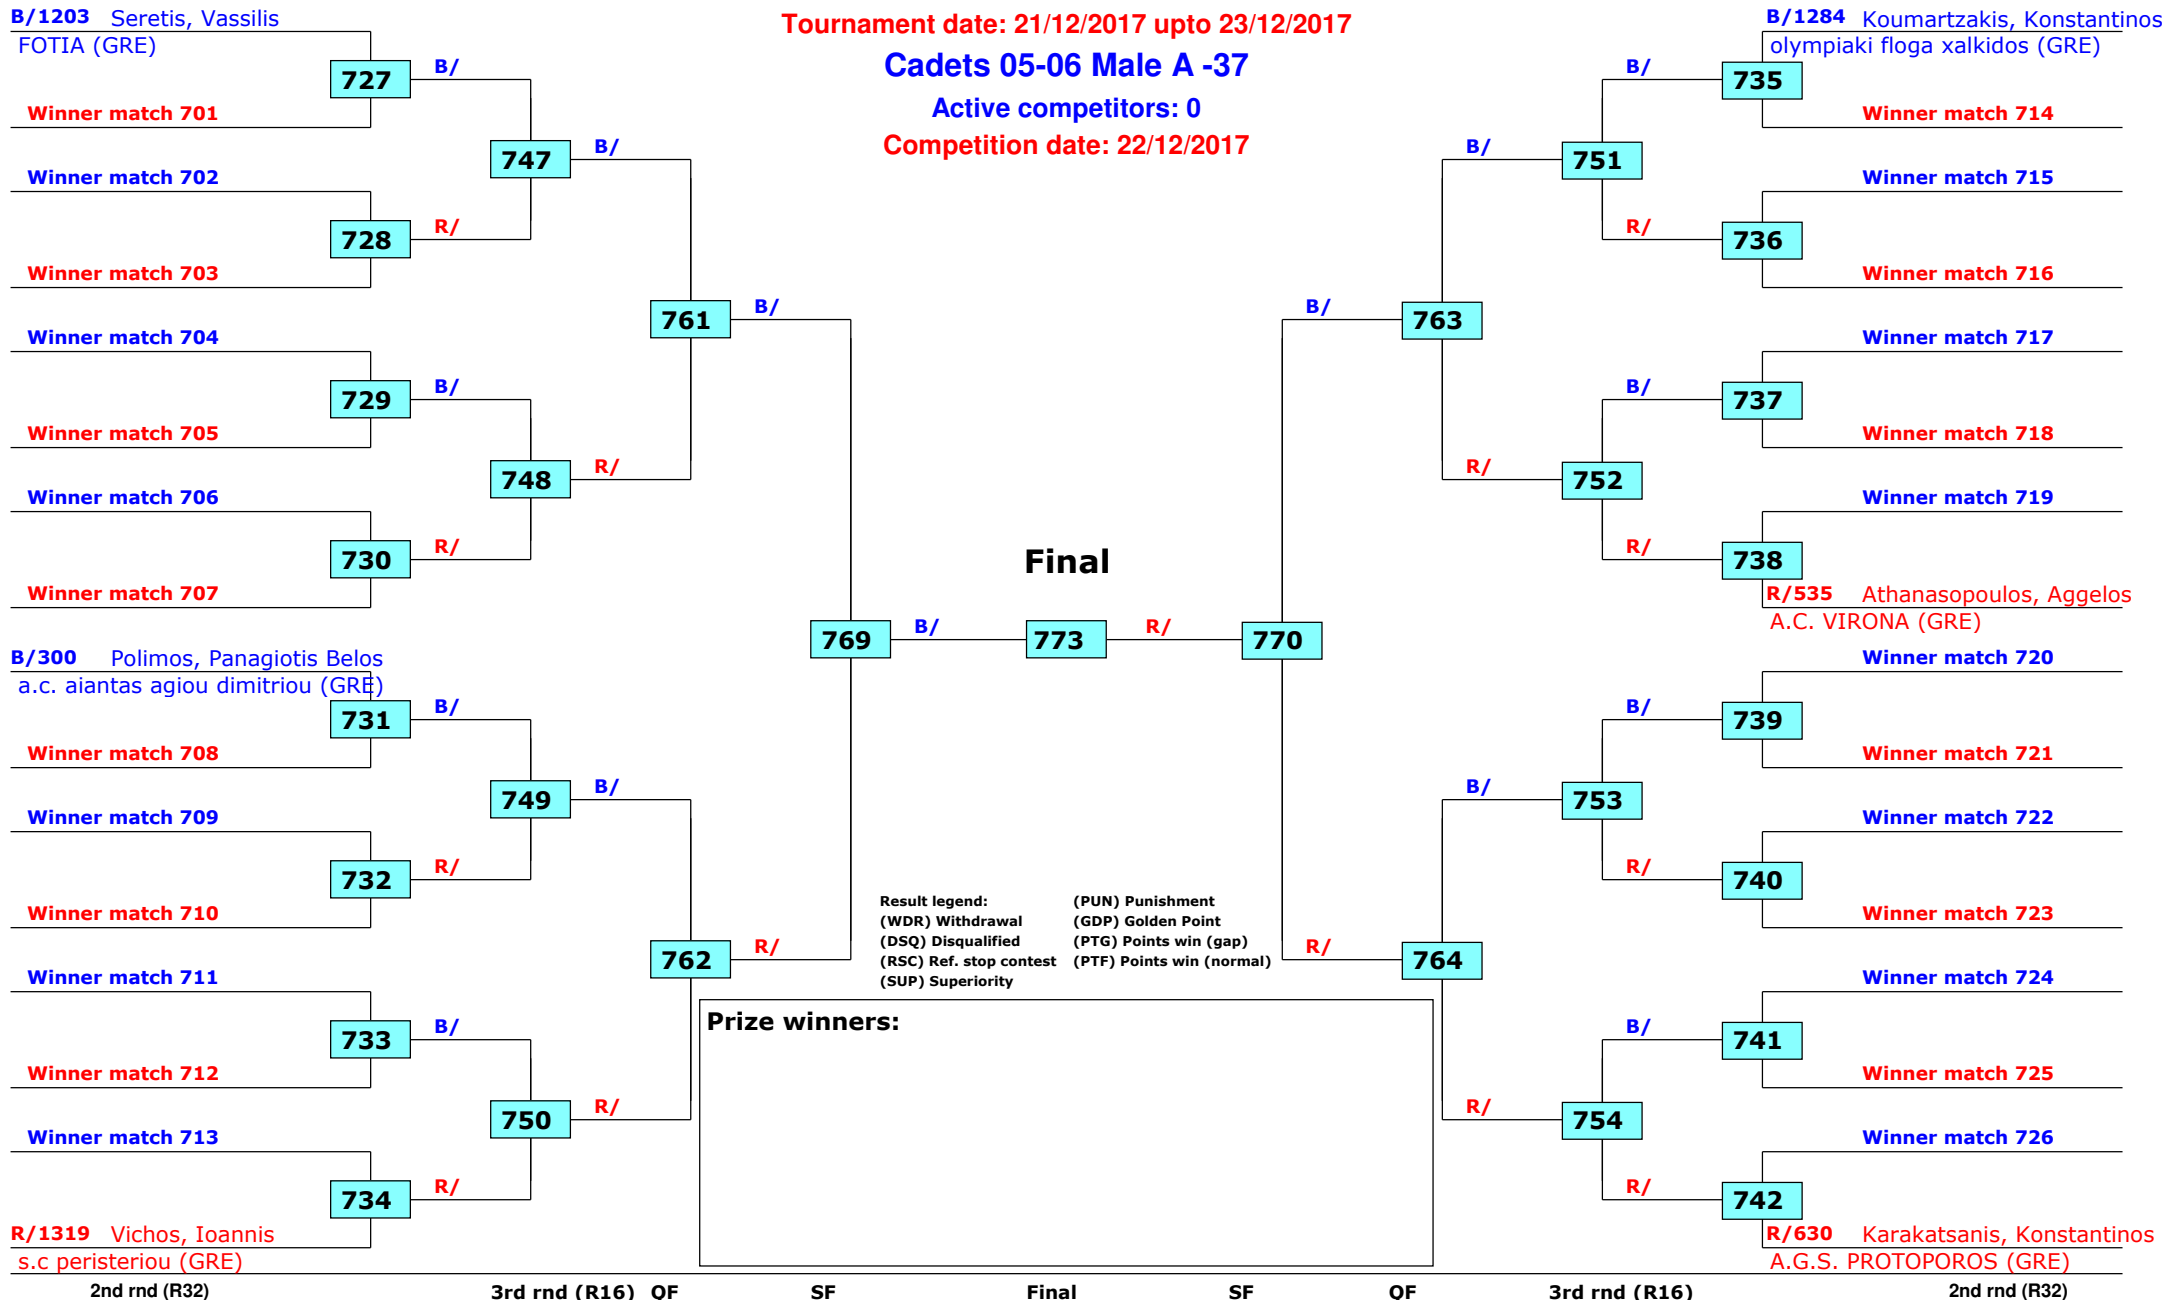 Tournament date: 21/12/2017 upto 23/12/2017
Cadets 05-06 Male A -37
Active competitors: 0
Competition date: 22/12/2017
B/1203 Seretis, Vassilis
FOTIA (GRE)
727
B/
Winner match 701
747
B/
Winner match 702
728
R/
Winner match 703
761
B/
Winner match 704
729
B/
Winner match 705
748
R/
Winner match 706
730
R/
Winner match 707
769
B/
B/300 Polimos, Panagiotis Belos
a.c. aiantas agiou dimitriou (GRE)
731
B/
Winner match 708
749
B/
Winner match 709
732
R/
Winner match 710
762
R/
Winner match 711
733
B/
Winner match 712
750
R/
Winner match 713
734
R/
R/1319 Vichos, Ioannis
s.c peristeriou (GRE)
Final
773
R/
770
B/1284 Koumartzakis, Konstantinos
olympiaki floga xalkidos (GRE)
B/
735
Winner match 714
B/
751
Winner match 715
R/
736
Winner match 716
B/
763
Winner match 717
B/
737
Winner match 718
R/
752
Winner match 719
R/
738
R/535 Athanasopoulos, Aggelos
A.C. VIRONA (GRE)
Winner match 720
B/
739
Winner match 721
B/
753
Winner match 722
R/
740
Winner match 723
R/
764
Winner match 724
B/
741
Winner match 725
R/
754
Winner match 726
R/
742
R/630 Karakatsanis, Konstantinos
A.G.S. PROTOPOROS (GRE)
Result legend: (PUN) Punishment
(WDR) Withdrawal (GDP) Golden Point
(DSQ) Disqualified (PTG) Points win (gap)
(RSC) Ref. stop contest (PTF) Points win (normal)
(SUP) Superiority
Prize winners:
2nd rnd (R32) 3rd rnd (R16) QF SF Final SF QF 3rd rnd (R16) 2nd rnd (R32)